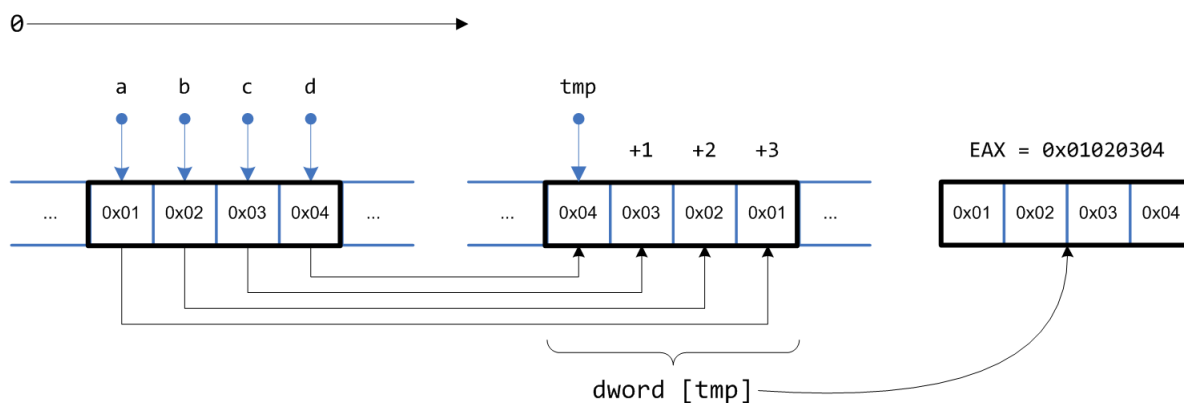 0
a b c d tmp
+1 +2 +3 EAX = 0x01020304
... 0x01 0x02 0x03 0x04 ... ... 0x04 0x03 0x02 0x01 ... 0x01 0x02 0x03 0x04
dword [tmp]